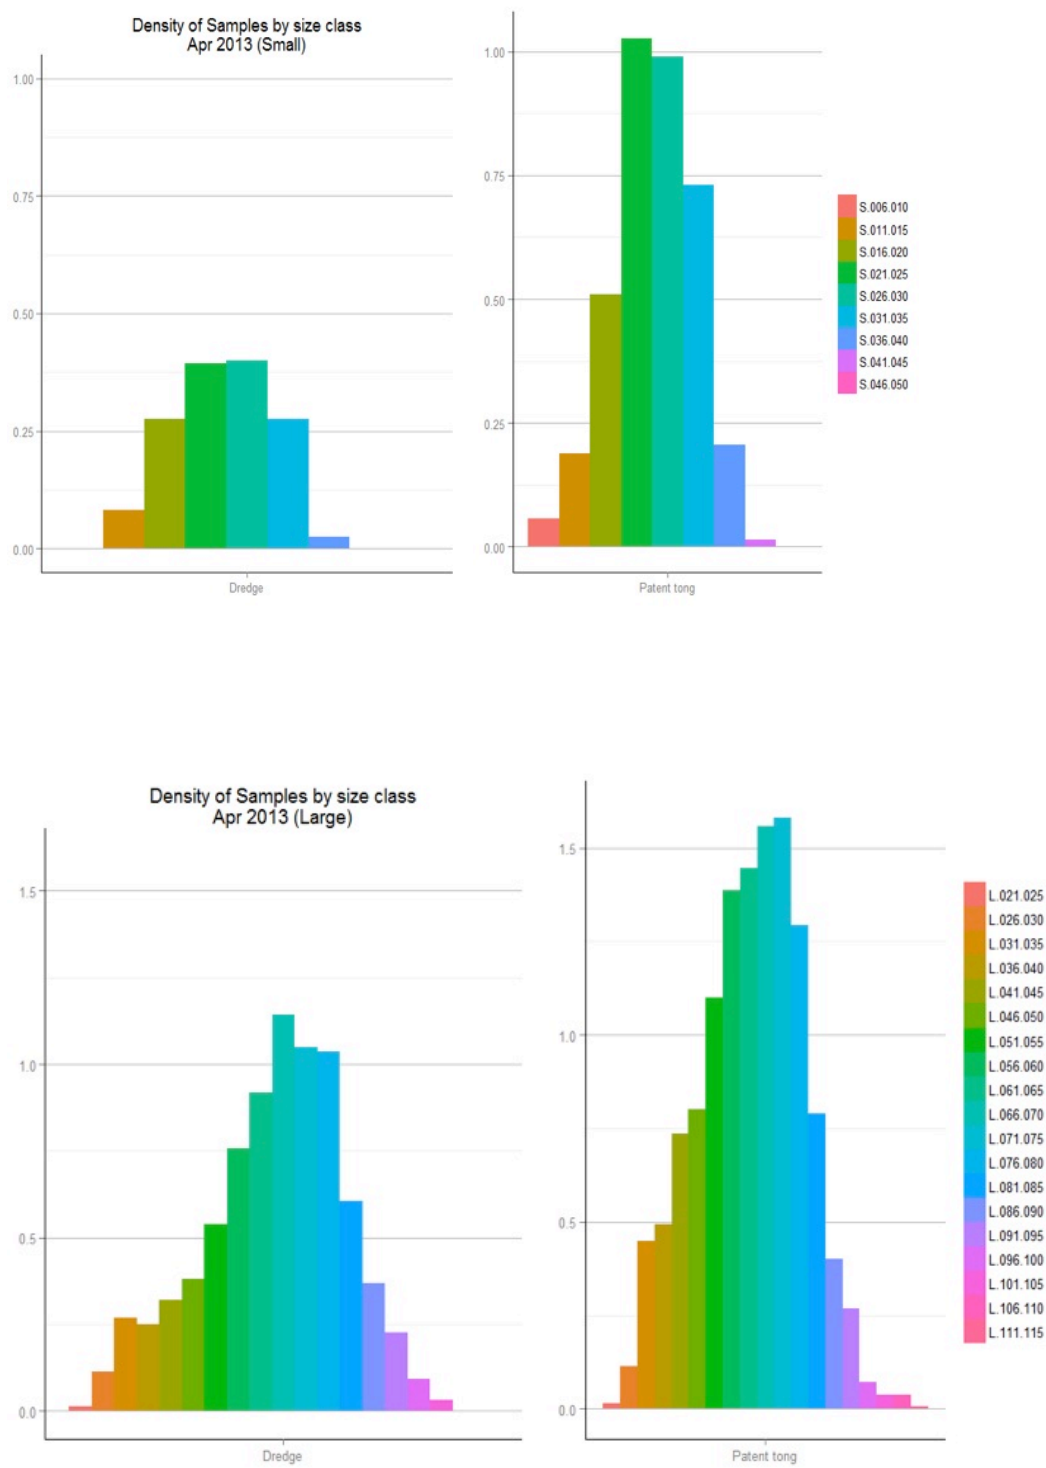 Density of Samples by size class
Apr 2013 (Small)
1.00
0.75
0.50
0.25
0.00
Dredge
1.00
0.75
0.50
0.25
0.00
Patent tong
S.006.010
S.011.015
S.016.020
S.021.025
S.026.030
S.031.035
S.036.040
S.041.045
S.046.050
Density of Samples by size class
Apr 2013 (Large)
1.5
1.0
0.5
0.0
Dredge
1.5
1.0
0.5
0.0
Patent tong
L.021.025
L.026.030
L.031.035
L.036.040
L.041.045
L.046.050
L.051.055
L.056.060
L.061.065
L.066.070
L.071.075
L.076.080
L.081.085
L.086.090
L.091.095
L.096.100
L.101.105
L.106.110
L.111.115